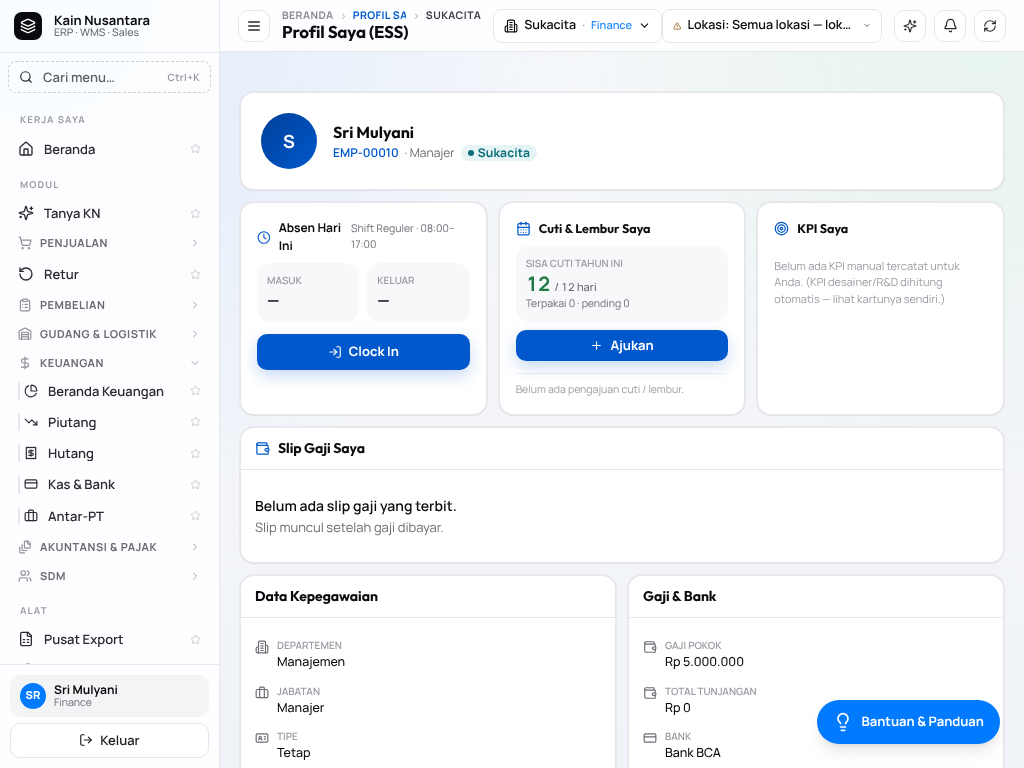 Kain Nusantara
ERP · WMS · Sales
Cari menu...
Ctrl+K
KERJA SAYA
Beranda
MODUL
Tanya KN
PENJUALAN
Retur
PEMBELIAN
GUDANG & LOGISTIK
KEUANGAN
Beranda Keuangan
Piutang
Hutang
Kas & Bank
Antar-PT
AKUNTANSI & PAJAK
SDM
ALAT
Pusat Export
SR
Sri Mulyani
Finance
Keluar
BERANDA > PROFIL SA > SUKACITA
Profil Saya (ESS)
Sukacita · Finance
Lokasi: Semua lokasi — lok...
S
Sri Mulyani
EMP-00010 · Manajer • Sukacita
Absen Hari Ini
Shift Reguler · 08:00–17:00
MASUK
—
KELUAR
—
Clock In
Cuti & Lembur Saya
SISA CUTI TAHUN INI
12 / 12 hari
Terpakai 0 · pending 0
+ Ajukan
Belum ada pengajuan cuti / lembur.
KPI Saya
Belum ada KPI manual tercatat untuk
Anda. (KPI desainer/R&D dihitung
otomatis — lihat kartunya sendiri.)
Slip Gaji Saya
Belum ada slip gaji yang terbit.
Slip muncul setelah gaji dibayar.
Data Kepegawaian
DEPARTEMEN
Manajemen
JABATAN
Manajer
TIPE
Tetap
Gaji & Bank
GAJI POKOK
Rp 5.000.000
TOTAL TUNJANGAN
Rp 0
BANK
Bank BCA
Bantuan & Panduan